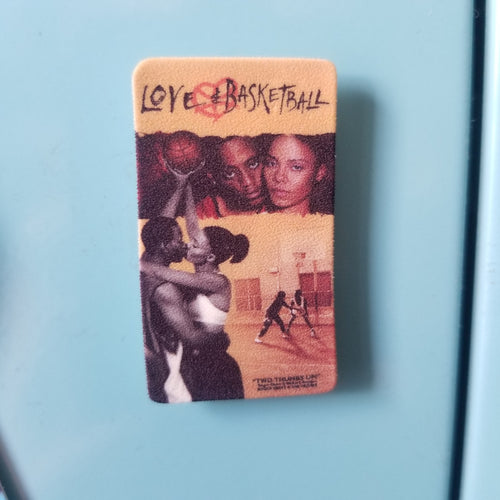 LOVE & BASKETBALL
"TWO THUMBS UP!"